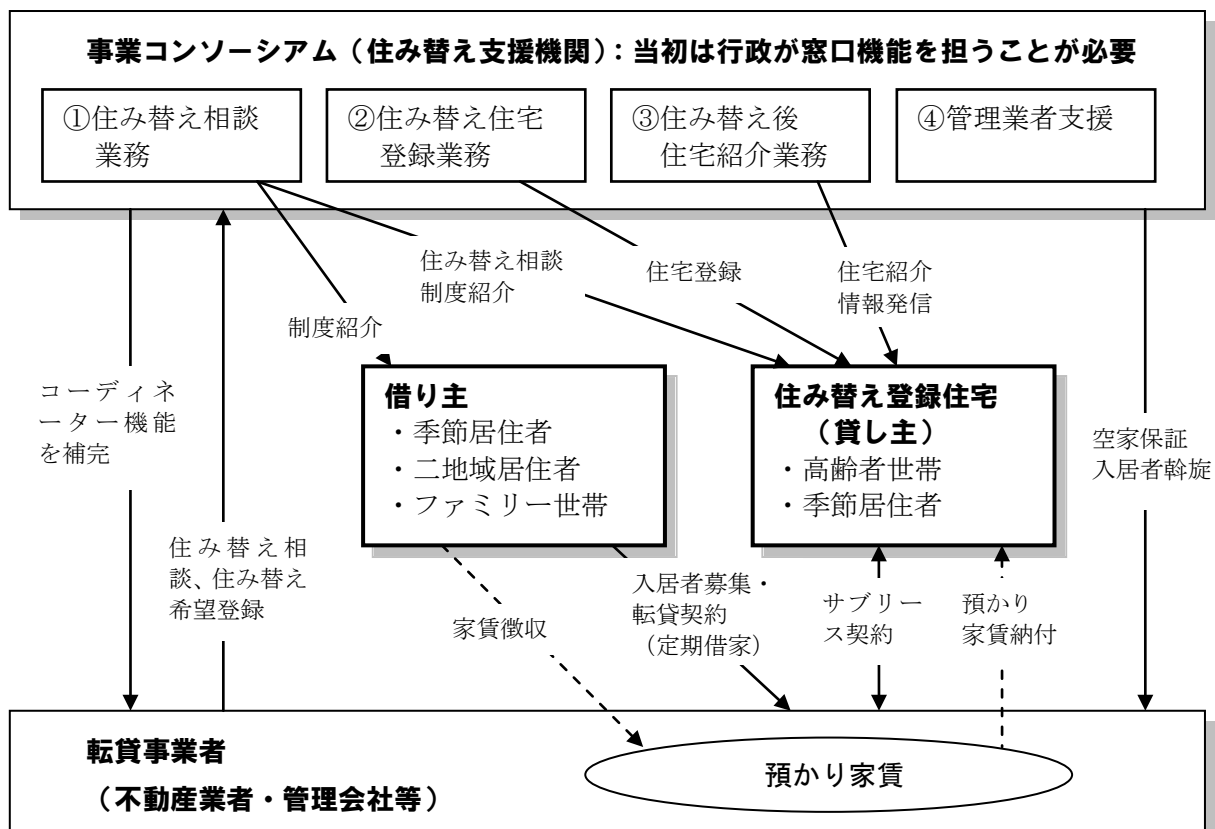 事業コンソーシアム（住み替え支援機関）：当初は行政が窓口機能を担うことが必要
①住み替え相談
業務
②住み替え住宅
登録業務
③住み替え後
住宅紹介業務
④管理業者支援
住み替え相談
制度紹介
住宅登録
住宅紹介
情報発信
制度紹介
コーディネ
ーター機能
を補完
借り主
・季節居住者
・二地域居住者
・ファミリー世帯
住み替え登録住宅
（貸し主）
・高齢者世帯
・季節居住者
空家保証
入居者斡旋
住み替え相
談、住み替え
希望登録
家賃徴収
入居者募集・
転貸契約
（定期借家）
サブリー
ス契約
預かり
家賃納付
転貸事業者
（不動産業者・管理会社等）
預かり家賃